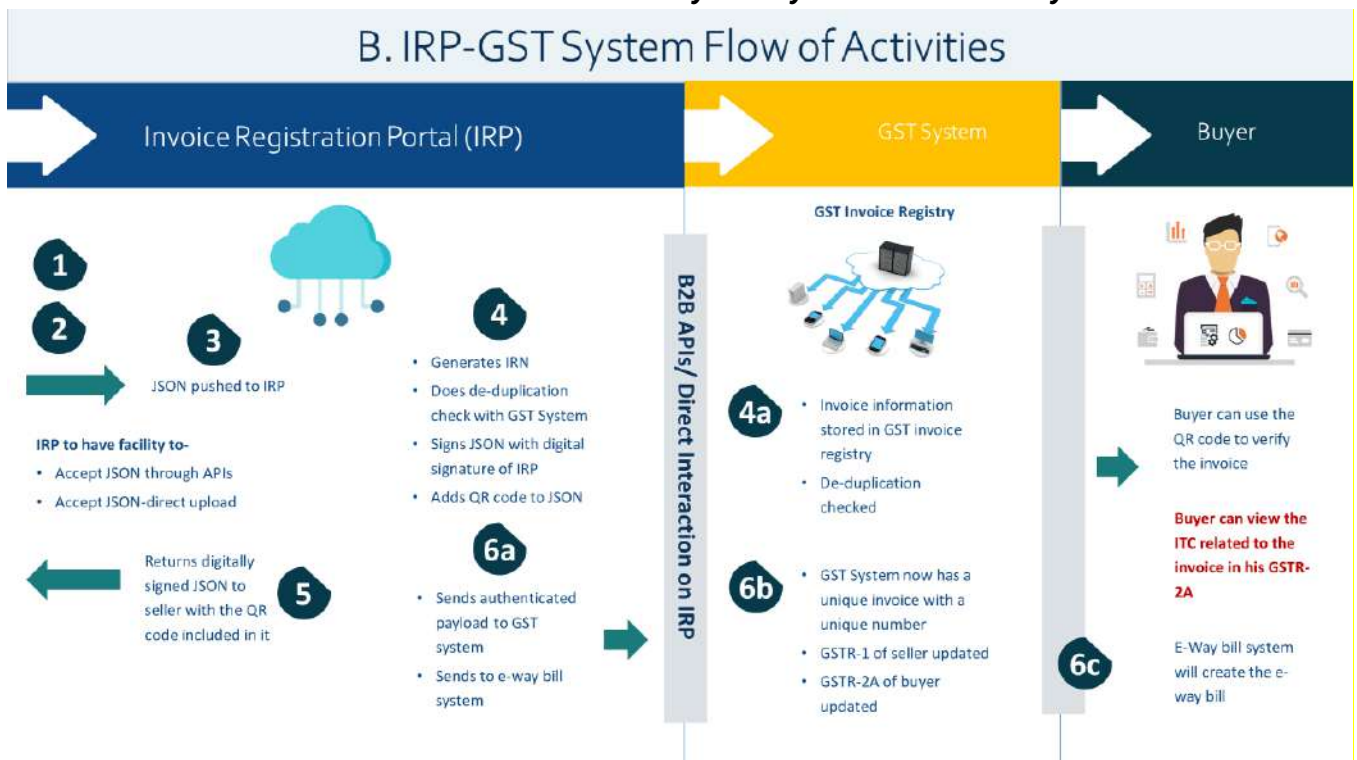 B. IRP-GST System Flow of Activities
Invoice Registration Portal (IRP)
GST System
Buyer
1
2
3
JSON pushed to IRP
IRP to have facility to-
• Accept JSON through APIs
• Accept JSON-direct upload
4
• Generates IRN
• Does de-duplication
check with GST System
• Signs JSON with digital
signature of IRP
• Adds QR code to JSON
5
Returns digitally
signed JSON to
seller with the QR
code included in it
6a
• Sends authenticated
payload to GST
system
• Sends to e-way bill
system
B2B APIs/ Direct Interaction on IRP
GST Invoice Registry
4a
• Invoice information
stored in GST invoice
registry
• De-duplication
checked
6b
• GST System now has a
unique invoice with a
unique number
• GSTR-1 of seller updated
• GSTR-2A of buyer
updated
Buyer can use the
QR code to verify
the invoice
Buyer can view the
ITC related to the
invoice in his GSTR-
2A
6c
E-Way bill system
will create the e-
way bill